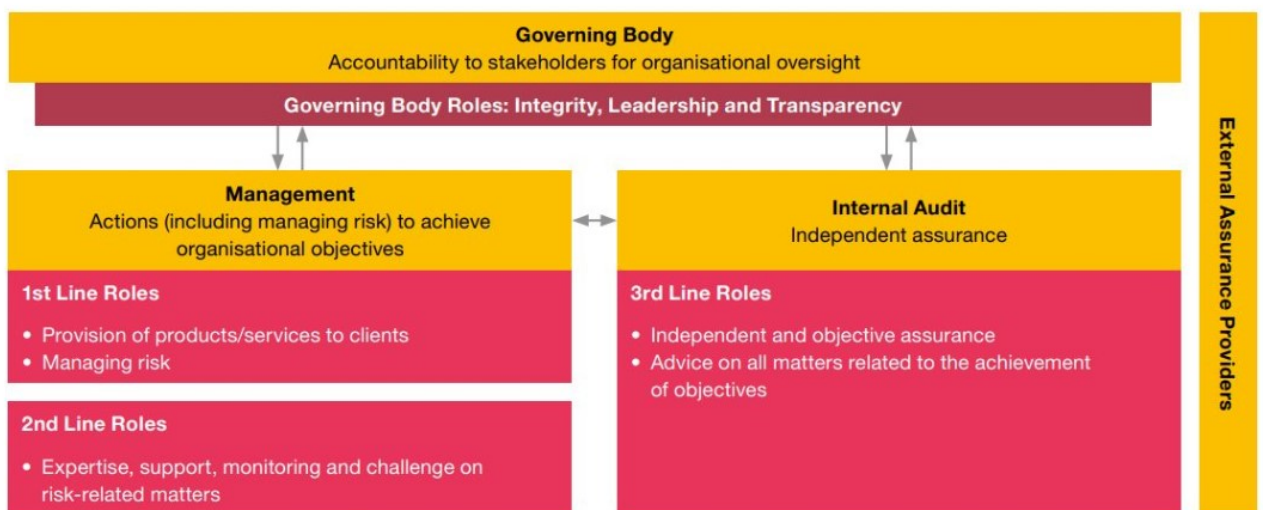 Governing Body
Accountability to stakeholders for organisational oversight
Governing Body Roles: Integrity, Leadership and Transparency
Management
Actions (including managing risk) to achieve
organisational objectives
1st Line Roles
• Provision of products/services to clients
• Managing risk
2nd Line Roles
• Expertise, support, monitoring and challenge on
risk-related matters
Internal Audit
Independent assurance
3rd Line Roles
• Independent and objective assurance
• Advice on all matters related to the achievement
of objectives
External Assurance Providers